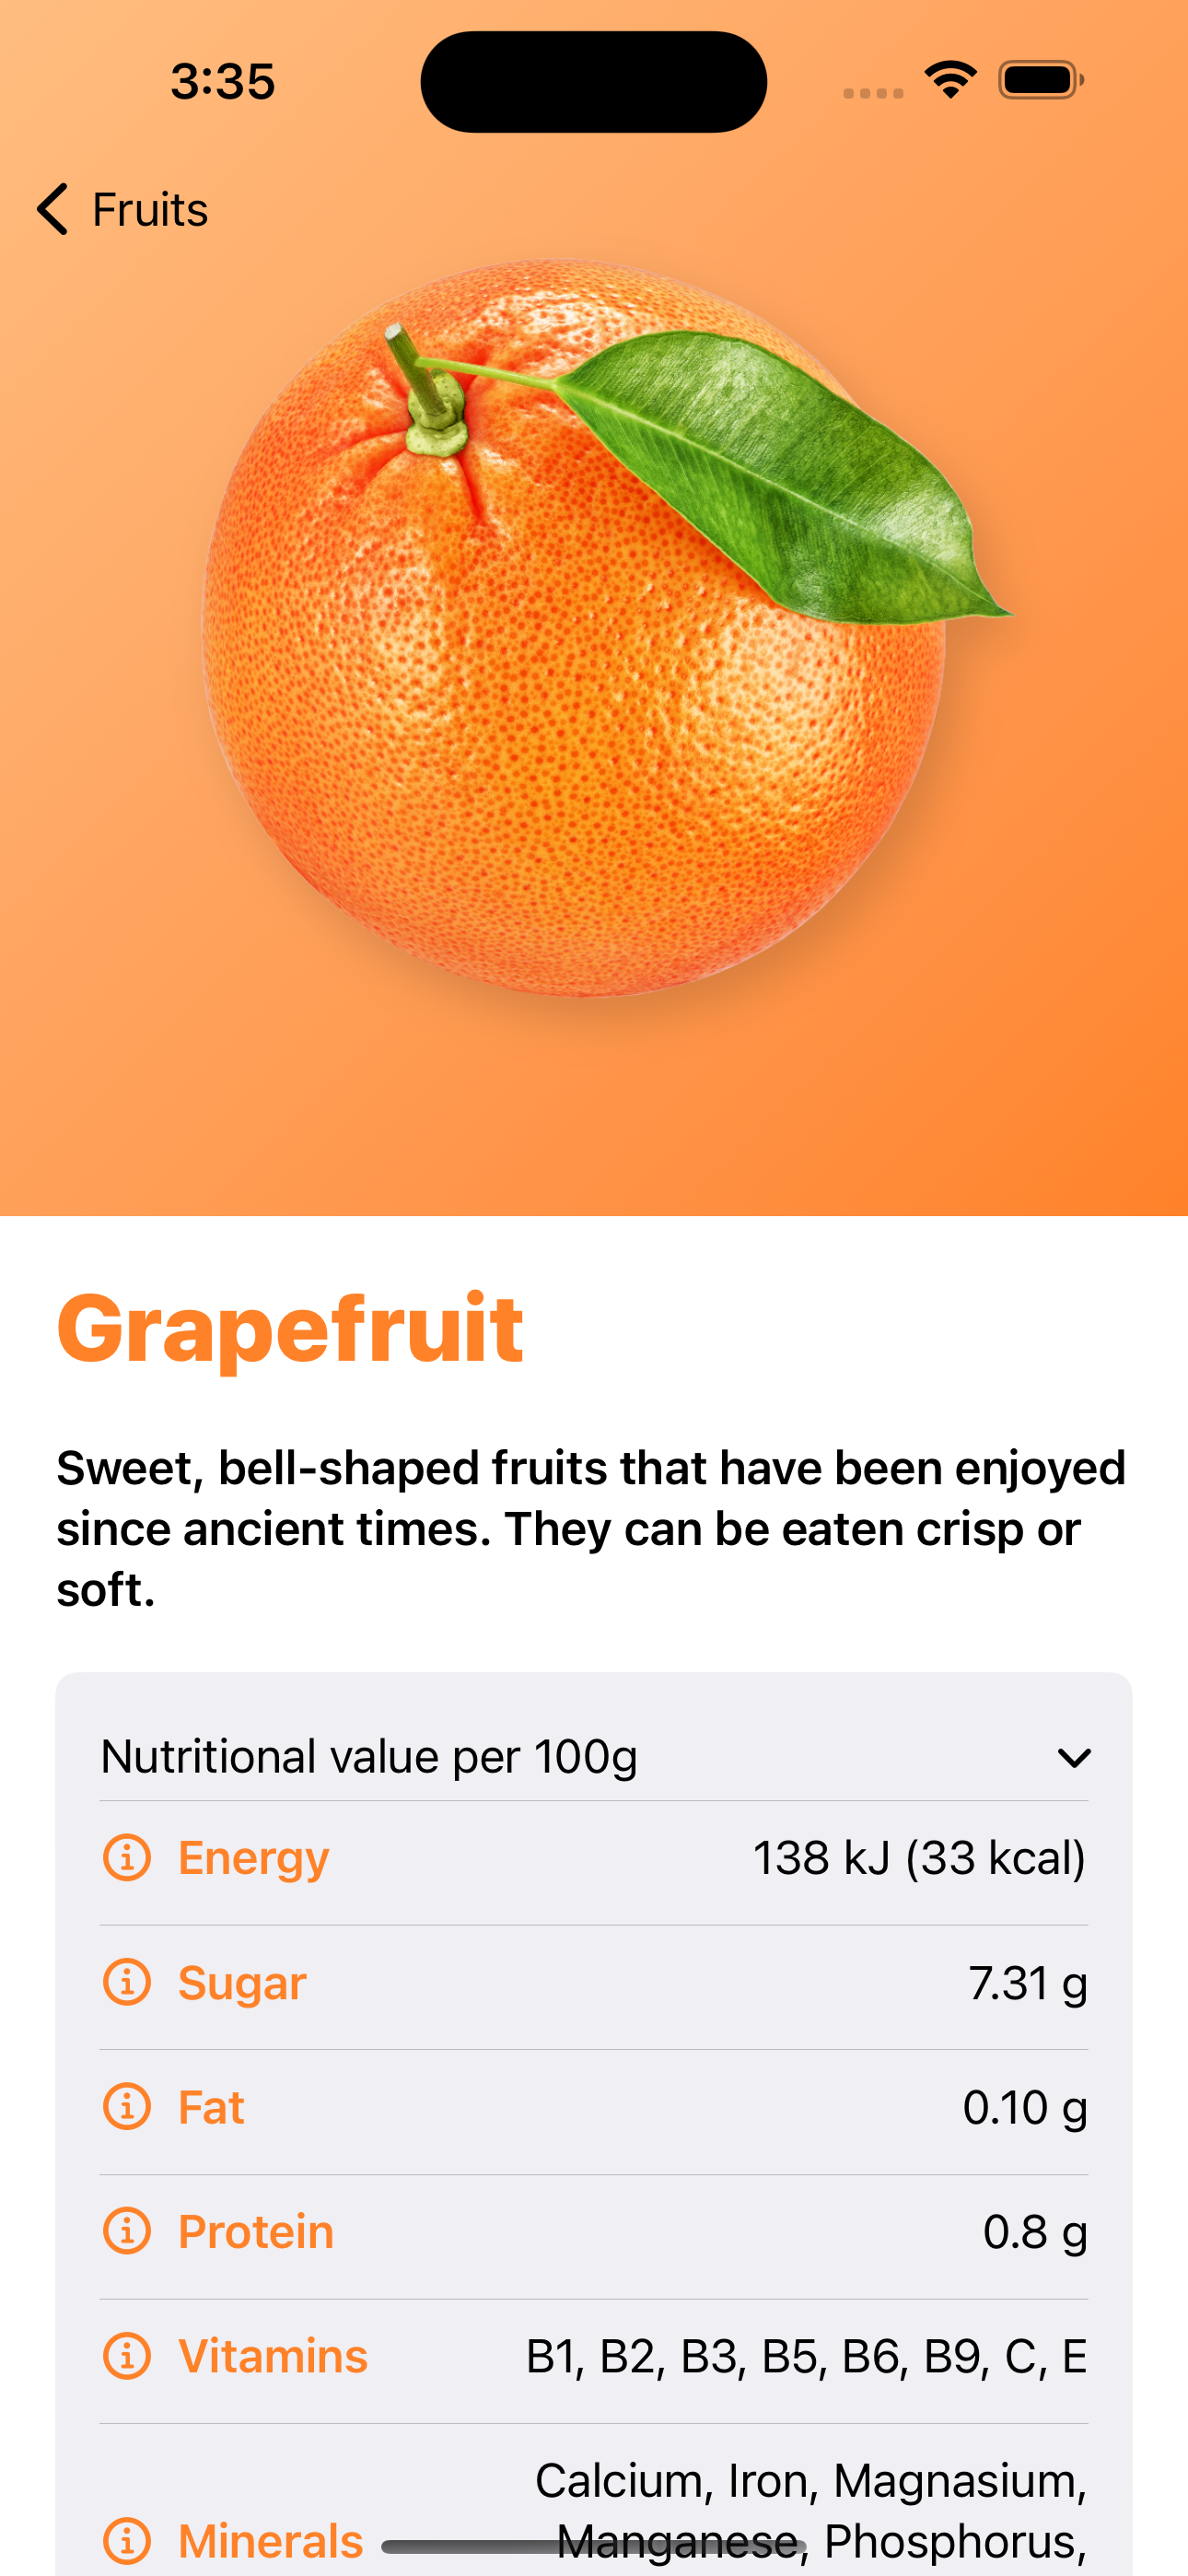 3:35
Fruits
Grapefruit
Sweet, bell-shaped fruits that have been enjoyed
since ancient times. They can be eaten crisp or
soft.
Nutritional value per 100g
Energy 138 kJ (33 kcal)
Sugar 7.31 g
Fat 0.10 g
Protein 0.8 g
Vitamins B1, B2, B3, B5, B6, B9, C, E
Calcium, Iron, Magnasium,
Minerals Manganese, Phosphorus,